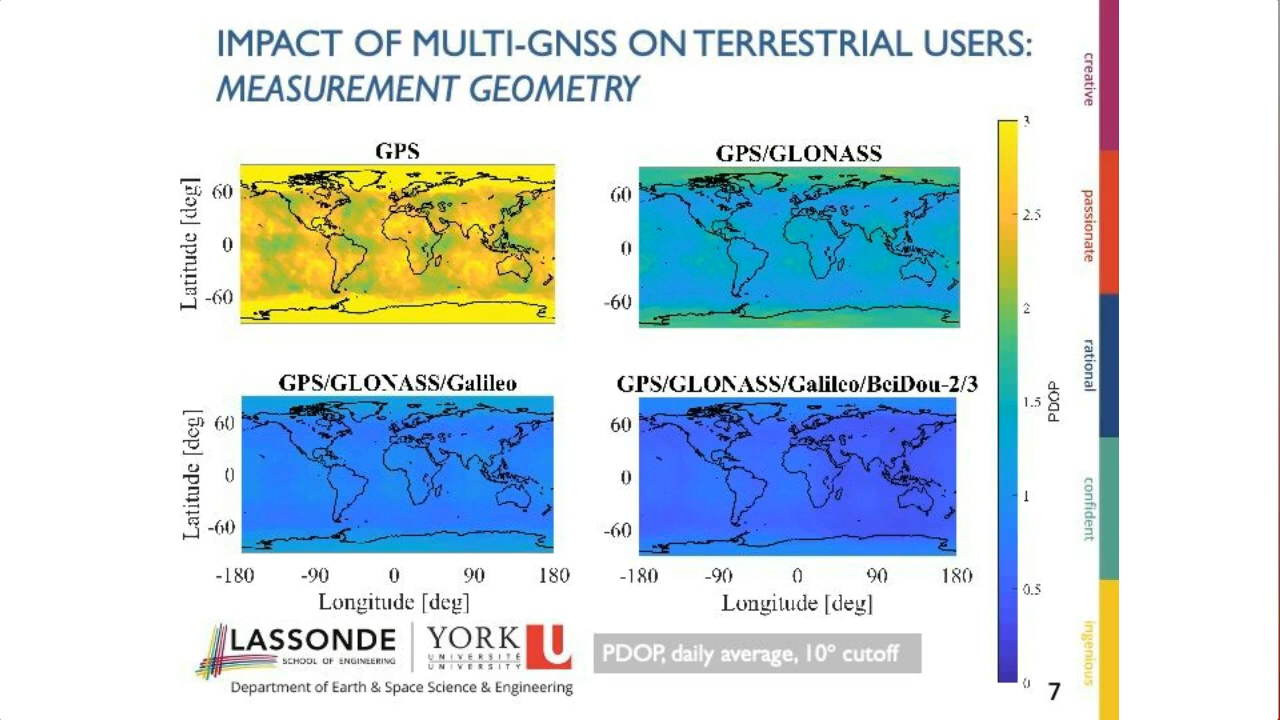 IMPACT OF MULTI-GNSS ON TERRESTRIAL USERS:
MEASUREMENT GEOMETRY
GPS
GPS/GLONASS
Latitude [deg]
60
0
-60
60
0
-60
GPS/GLONASS/Galileo
GPS/GLONASS/Galileo/BeiDou-2/3
Latitude [deg]
60
0
-60
60
0
-60
-180 -90 0 90 180
-180 -90 0 90 180
Longitude [deg]
Longitude [deg]
3
2.5
2
1.5
1
0.5
0
PDOP
LASSONDE
SCHOOL OF ENGINEERING
YORK U
UNIVERSITÉ
UNIVERSITY
Department of Earth & Space Science & Engineering
PDOP, daily average, 10° cutoff
7
creative
passionate
rational
confident
ingenious